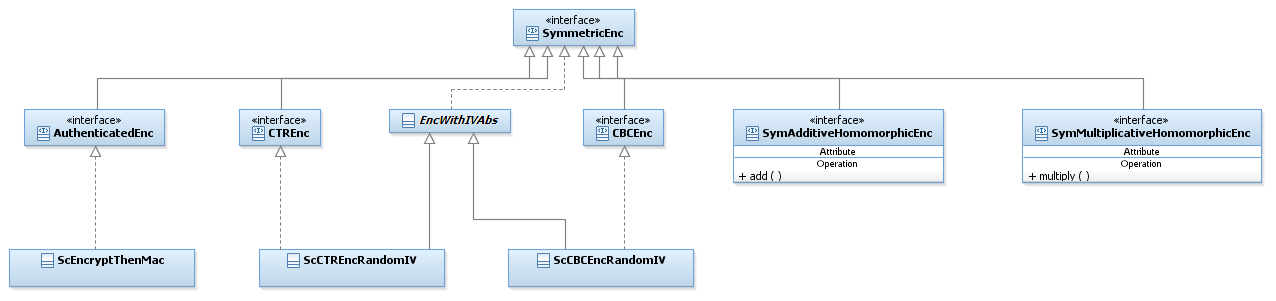 «interface»
SymmetricEnc
«interface»
AuthenticatedEnc
«interface»
CTREnc
EncWithIVAbs
«interface»
CBCEnc
«interface»
SymAdditiveHomomorphicEnc
Attribute
Operation
+ add ( )
«interface»
SymMultiplicativeHomomorphicEnc
Attribute
Operation
+ multiply ( )
ScEncryptThenMac
ScCTREncRandomIV
ScCBCEncRandomIV